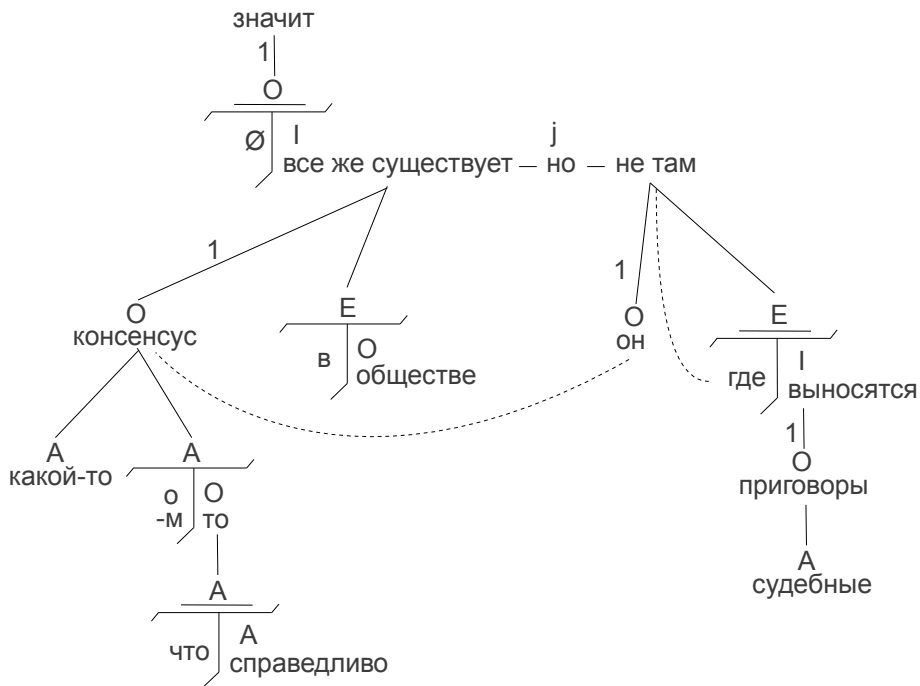 значит
1
О
Ø I
j
все же существует – но – не там
1
1
О
консенсус
Е
в О
обществе
О
он
Е
где I
выносятся
1
О
приговоры
А
какой-то
А
о О
-м то
А
судебные
А
что А
справедливо